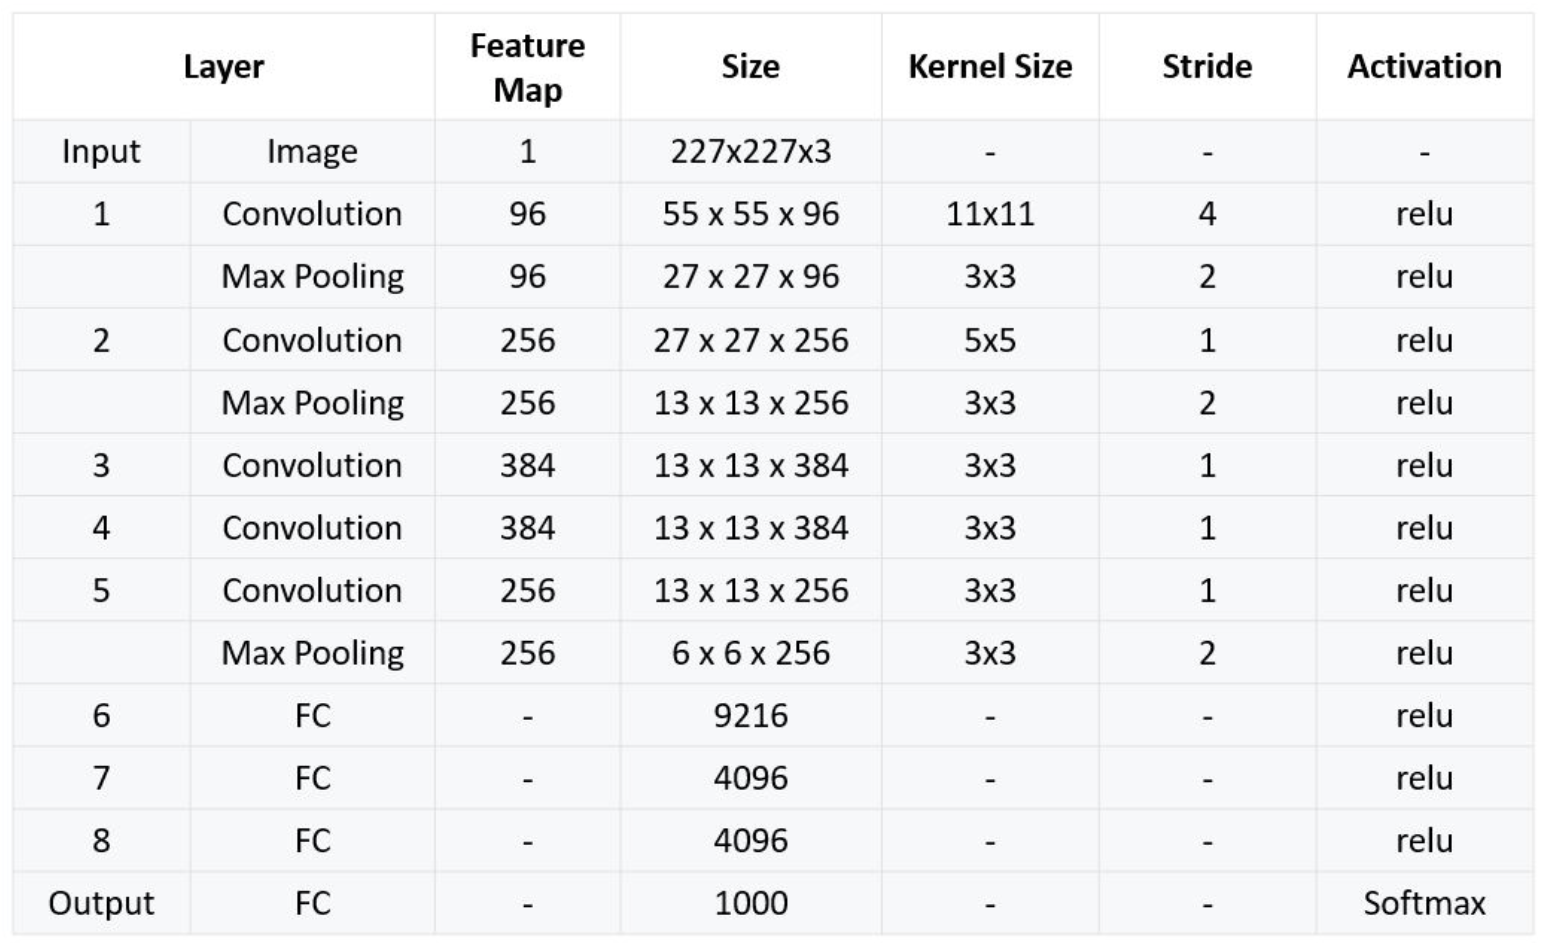 Layer Feature Map Size Kernel Size Stride Activation
Input Image 1 227x227x3 - - -
1 Convolution 96 55 x 55 x 96 11x11 4 relu
Max Pooling 96 27 x 27 x 96 3x3 2 relu
2 Convolution 256 27 x 27 x 256 5x5 1 relu
Max Pooling 256 13 x 13 x 256 3x3 2 relu
3 Convolution 384 13 x 13 x 384 3x3 1 relu
4 Convolution 384 13 x 13 x 384 3x3 1 relu
5 Convolution 256 13 x 13 x 256 3x3 1 relu
Max Pooling 256 6 x 6 x 256 3x3 2 relu
6 FC - 9216 - - relu
7 FC - 4096 - - relu
8 FC - 4096 - - relu
Output FC - 1000 - - Softmax